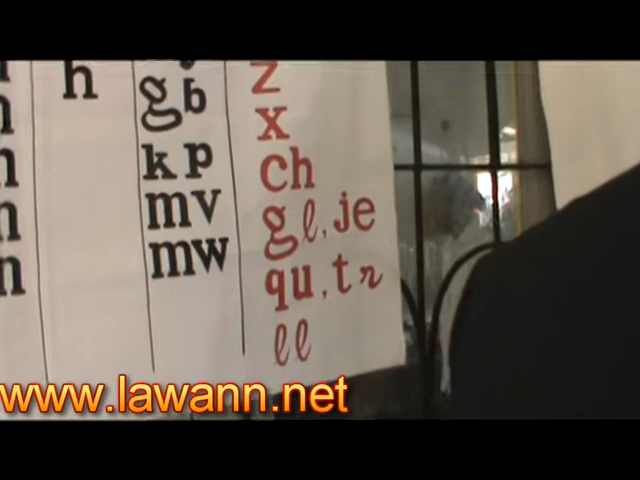 h
gb
kp
mv
mw
z
x
ch
gl, je
qu, tr
ll
www.lawann.net